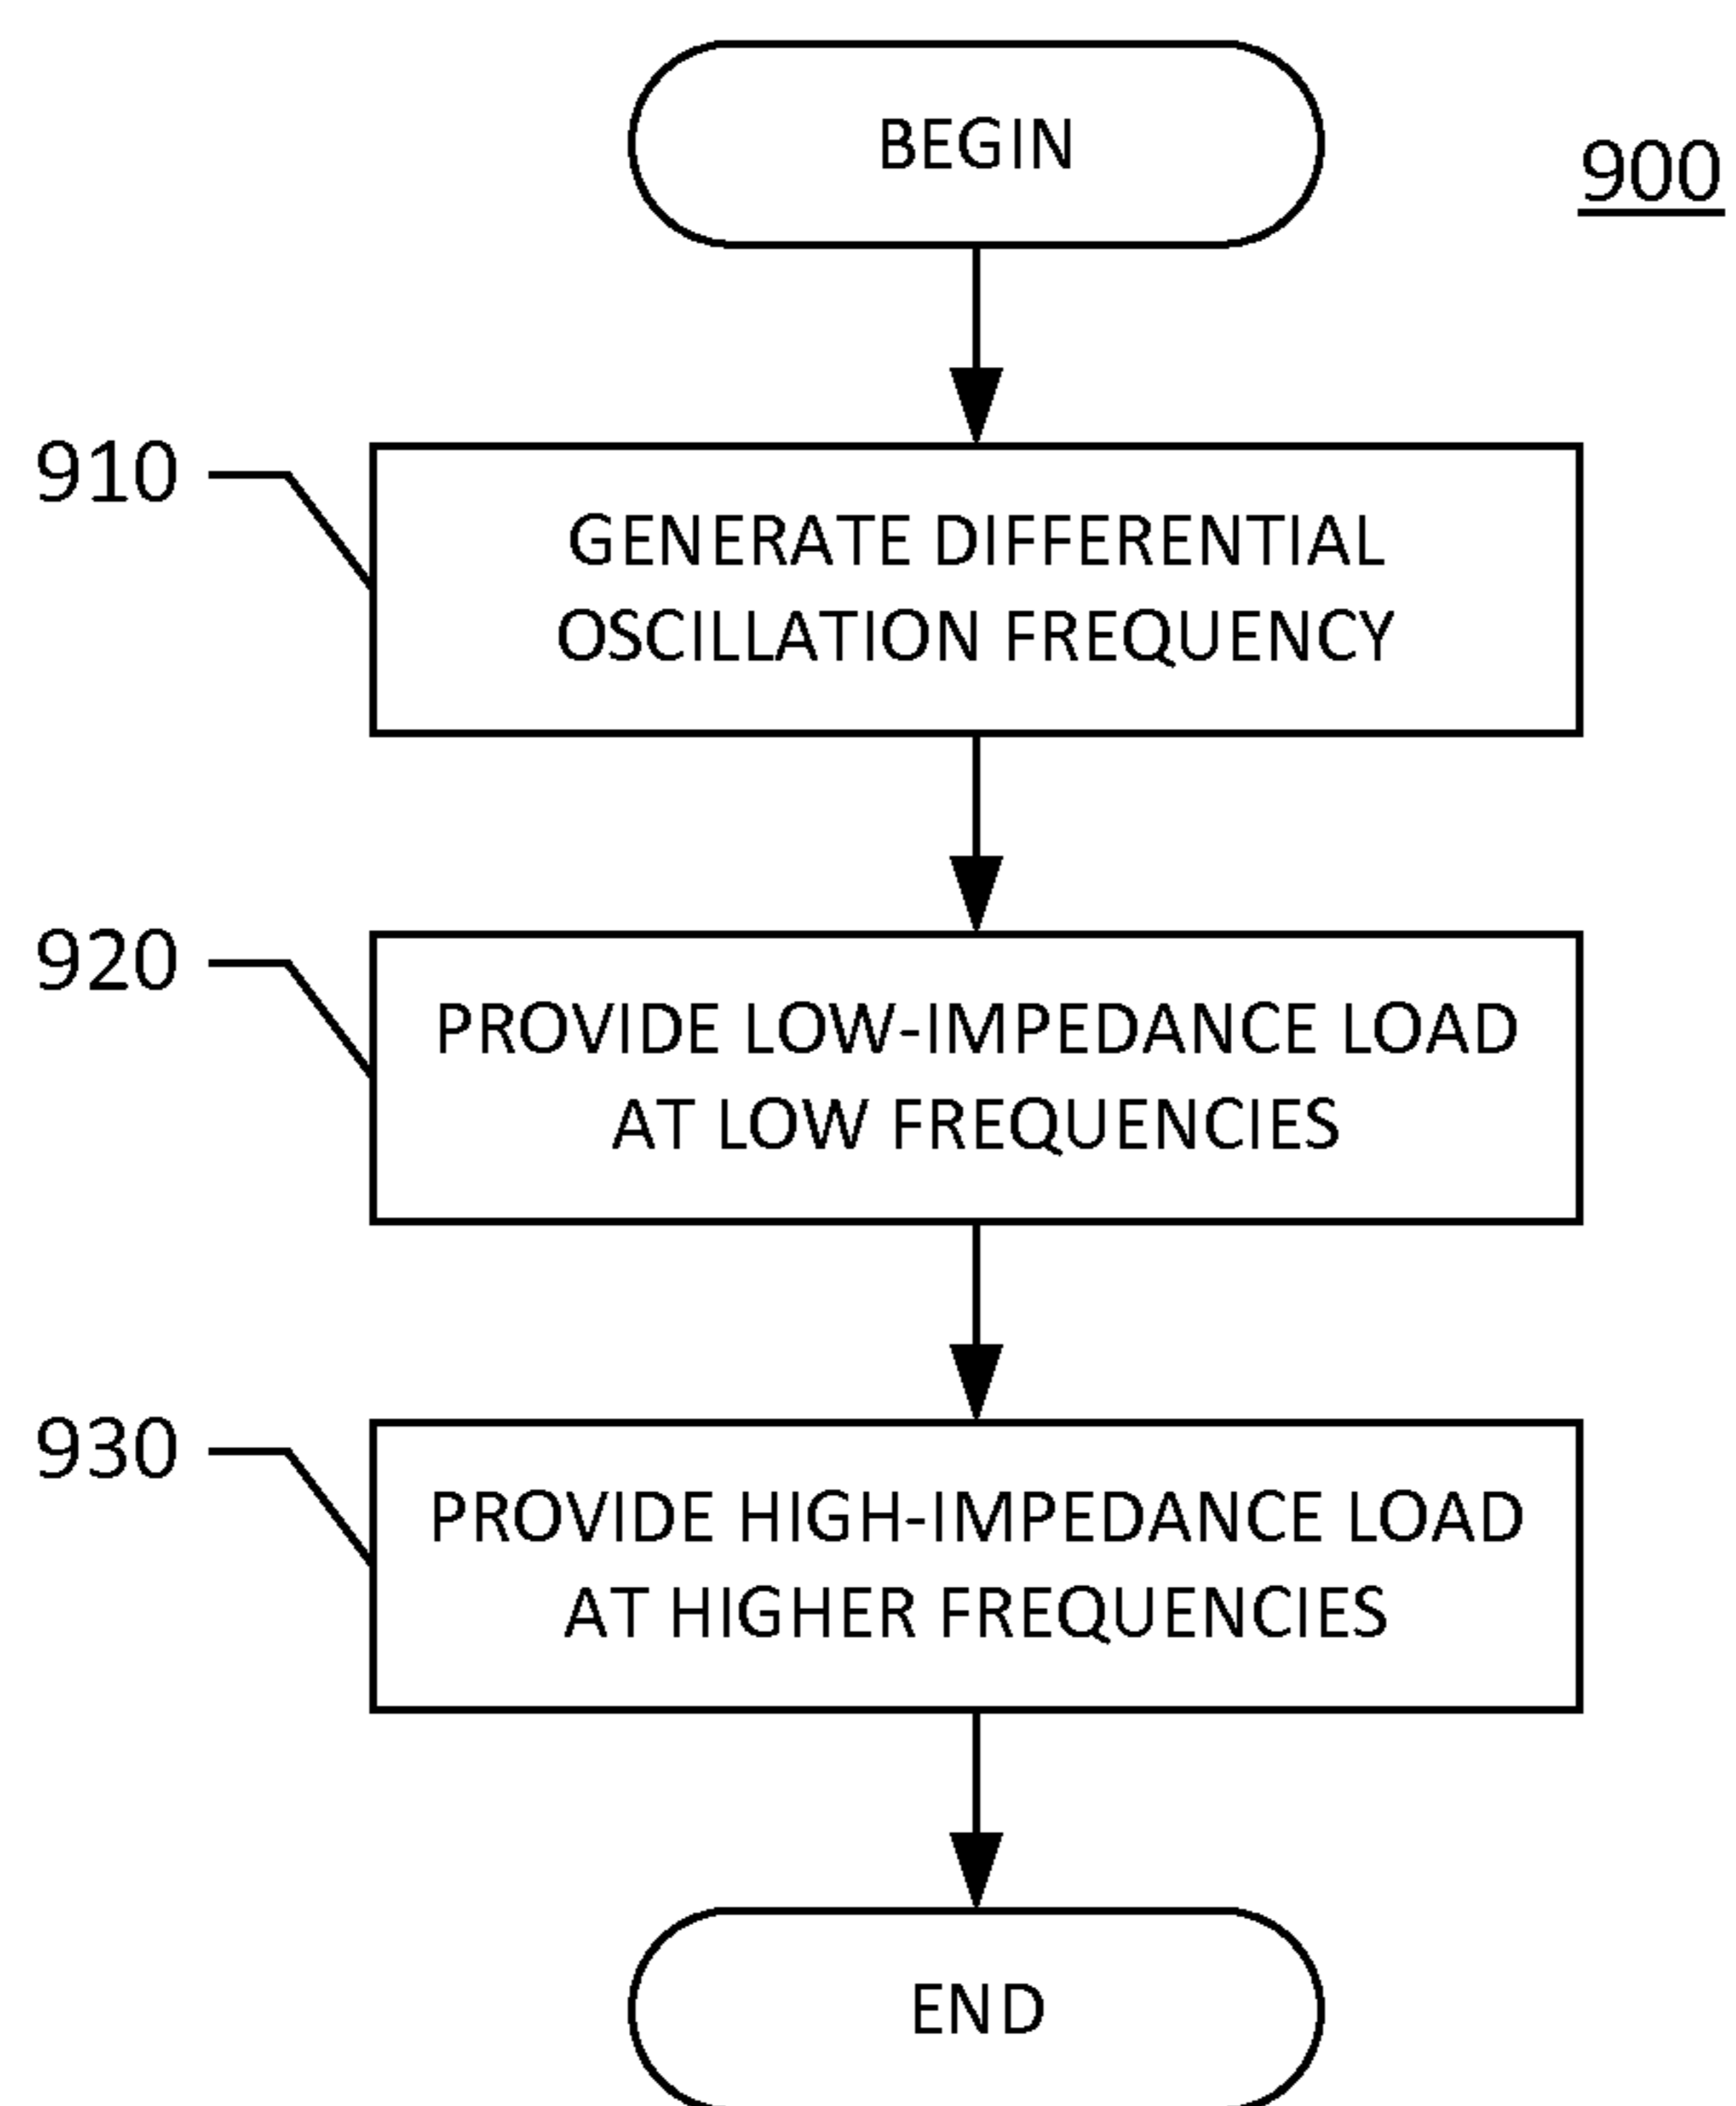 BEGIN
900
910
GENERATE DIFFERENTIAL
OSCILLATION FREQUENCY
920
PROVIDE LOW-IMPEDANCE LOAD
AT LOW FREQUENCIES
930
PROVIDE HIGH-IMPEDANCE LOAD
AT HIGHER FREQUENCIES
END